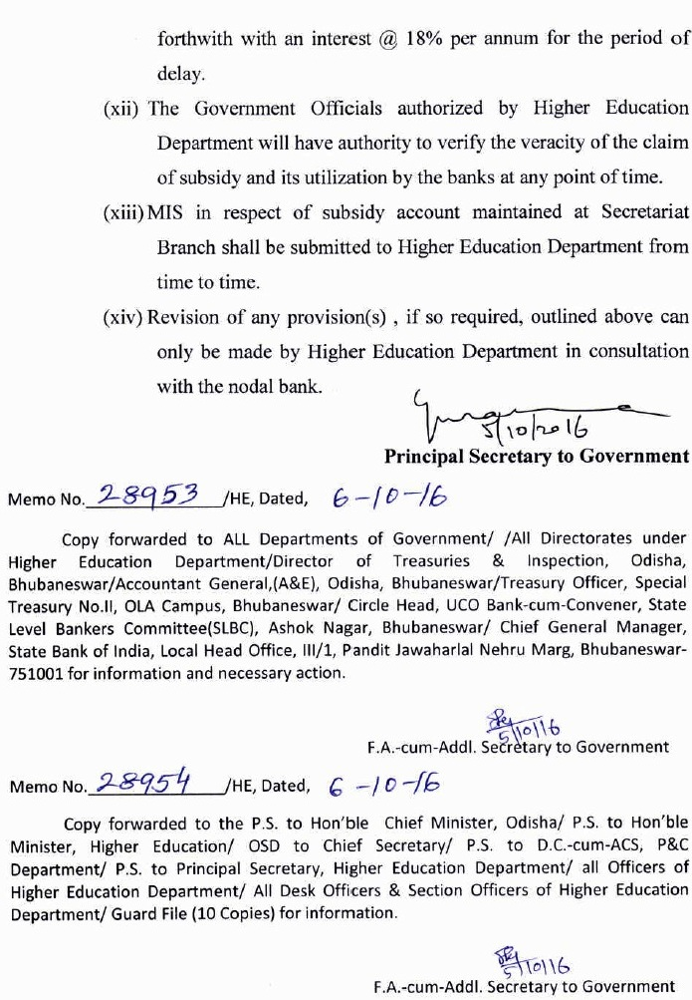 forthwith with an interest @ 18% per annum for the period of
delay.
(xii) The Government Officials authorized by Higher Education
Department will have authority to verify the veracity of the claim
of subsidy and its utilization by the banks at any point of time.
(xiii) MIS in respect of subsidy account maintained at Secretariat
Branch shall be submitted to Higher Education Department from
time to time.
(xiv) Revision of any provision(s) , if so required, outlined above can
only be made by Higher Education Department in consultation
with the nodal bank.
5/10/2016
Principal Secretary to Government
Memo No. 28953 /HE, Dated, 6-10-16
Copy forwarded to ALL Departments of Government/ /All Directorates under
Higher Education Department/Director of Treasuries & Inspection, Odisha,
Bhubaneswar/Accountant General,(A&E), Odisha, Bhubaneswar/Treasury Officer, Special
Treasury No.II, OLA Campus, Bhubaneswar/ Circle Head, UCO Bank-cum-Convener, State
Level Bankers Committee(SLBC), Ashok Nagar, Bhubaneswar/ Chief General Manager,
State Bank of India, Local Head Office, III/1, Pandit Jawaharlal Nehru Marg, Bhubaneswar-
751001 for information and necessary action.
5/10/16
F.A.-cum-Addl. Secretary to Government
Memo No. 28954 /HE, Dated, 6-10-16
Copy forwarded to the P.S. to Hon'ble Chief Minister, Odisha/ P.S. to Hon'ble
Minister, Higher Education/ OSD to Chief Secretary/ P.S. to D.C.-cum-ACS, P&C
Department/ P.S. to Principal Secretary, Higher Education Department/ all Officers of
Higher Education Department/ All Desk Officers & Section Officers of Higher Education
Department/ Guard File (10 Copies) for information.
5/10/16
F.A.-cum-Addl. Secretary to Government